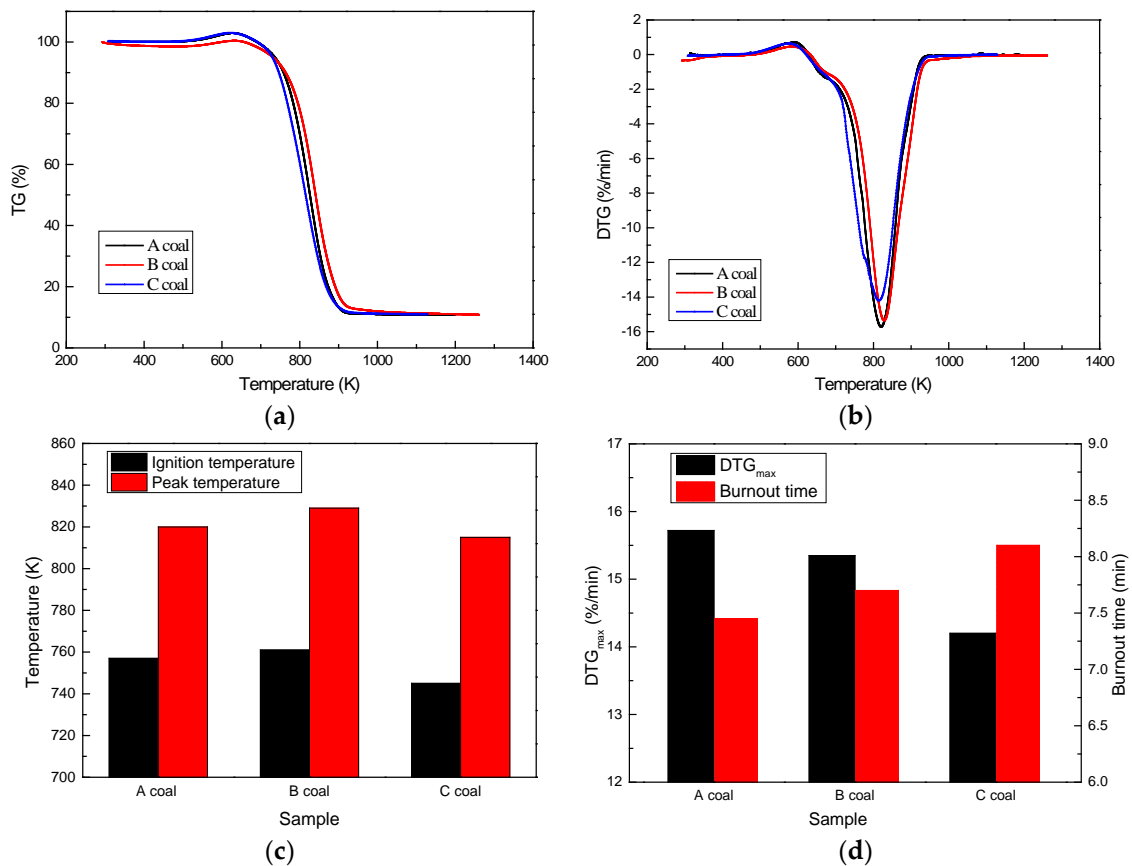 TG (%)
100
80
60
40
20
0
A coal
B coal
C coal
200 400 600 800 1000 1200 1400
Temperature (K)
(a)
DTG (%/min)
2
0
-2
-4
-6
-8
-10
-12
-14
-16
A coal
B coal
C coal
200 400 600 800 1000 1200 1400
Temperature (K)
(b)
Temperature (K)
860
840
820
800
780
760
740
720
700
Ignition temperature
Peak temperature
A coal B coal C coal
Sample
(c)
DTGmax (%/min)
17
16
15
14
13
12
DTGmax
Burnout time
9.0
8.5
8.0
7.5
7.0
6.5
6.0
Burnout time (min)
A coal B coal C coal
Sample
(d)